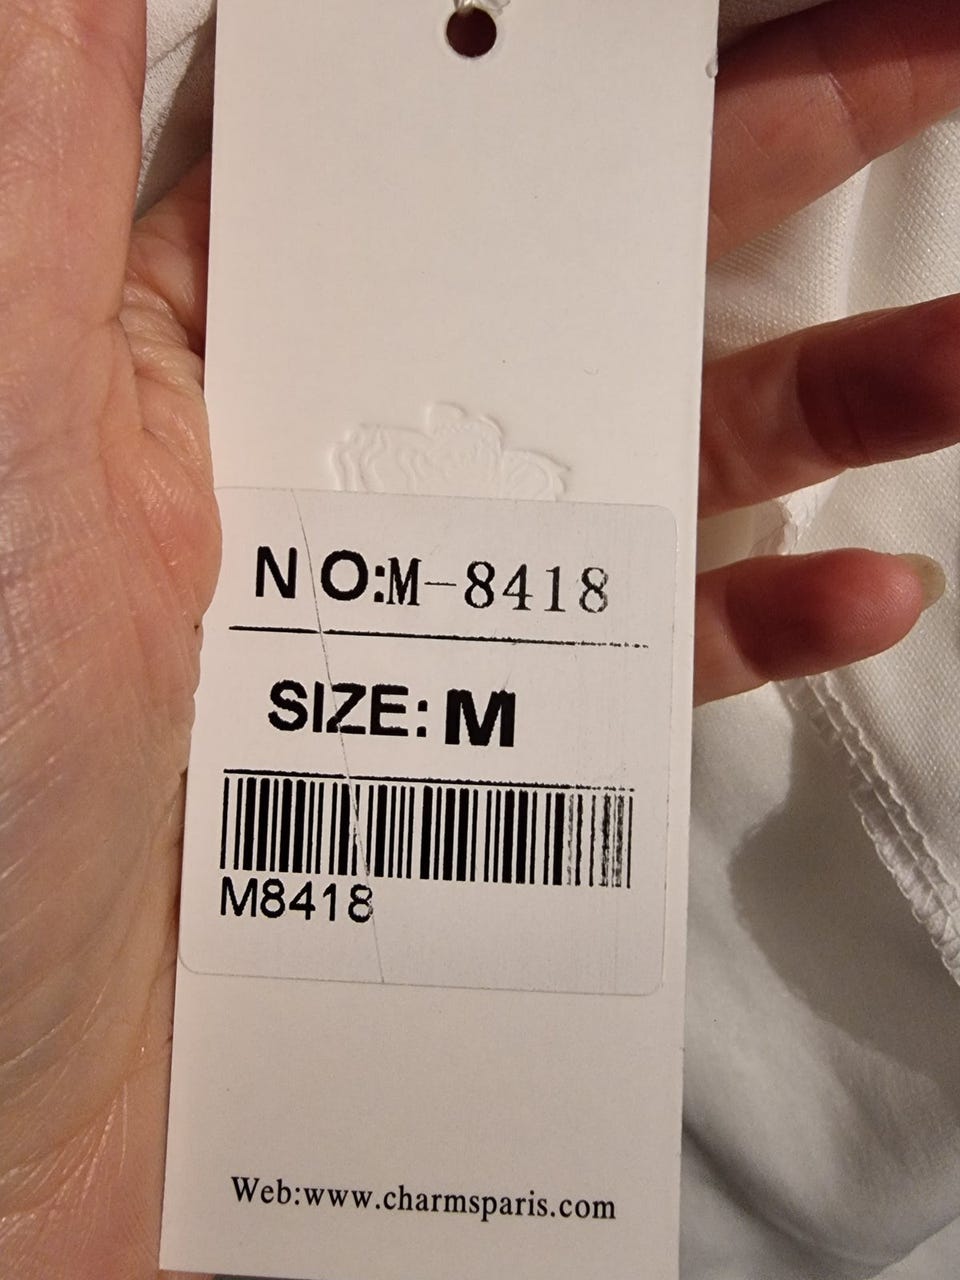 N O:M-8418
SIZE: M
M8418
Web:www.charmsparis.com